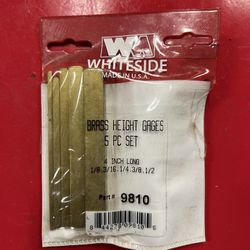 WHITESIDE
MADE IN U.S.A.
BRASS HEIGHT GAGES
5 PC SET
4 INCH LONG
1/8,3/16,1/4,3/8,1/2
Part# 9810